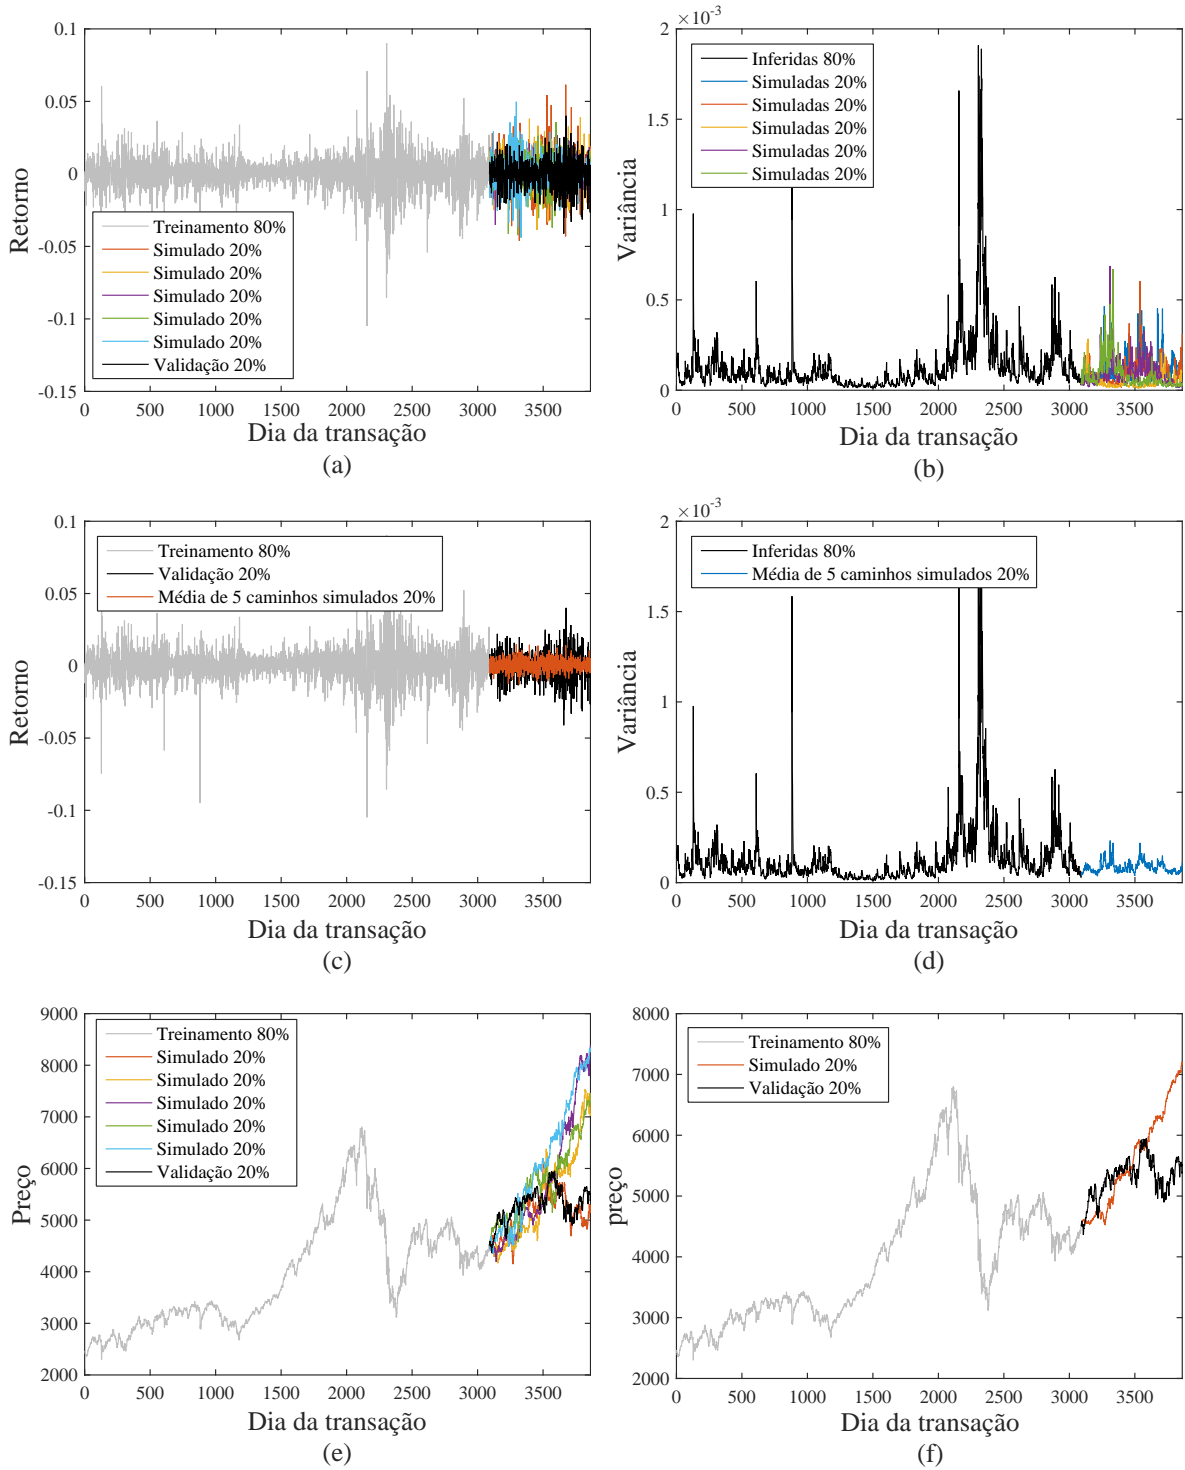 0.1
0.05
0
-0.05
-0.1
-0.15
Retorno
Treinamento 80%
Simulado 20%
Simulado 20%
Simulado 20%
Simulado 20%
Simulado 20%
Validação 20%
0 500 1000 1500 2000 2500 3000 3500
Dia da transação
(a)
×10⁻³
2
1.5
1
0.5
0
Variância
Inferidas 80%
Simuladas 20%
Simuladas 20%
Simuladas 20%
Simuladas 20%
Simuladas 20%
0 500 1000 1500 2000 2500 3000 3500
Dia da transação
(b)
0.1
0.05
0
-0.05
-0.1
-0.15
Retorno
Treinamento 80%
Validação 20%
Média de 5 caminhos simulados 20%
0 500 1000 1500 2000 2500 3000 3500
Dia da transação
(c)
×10⁻³
2
1.5
1
0.5
0
Variância
Inferidas 80%
Média de 5 caminhos simulados 20%
0 500 1000 1500 2000 2500 3000 3500
Dia da transação
(d)
9000
8000
7000
6000
5000
4000
3000
2000
Preço
Treinamento 80%
Simulado 20%
Simulado 20%
Simulado 20%
Simulado 20%
Simulado 20%
Validação 20%
0 500 1000 1500 2000 2500 3000 3500
Dia da transação
(e)
8000
7000
6000
5000
4000
3000
2000
preço
Treinamento 80%
Simulado 20%
Validação 20%
0 500 1000 1500 2000 2500 3000 3500
Dia da transação
(f)